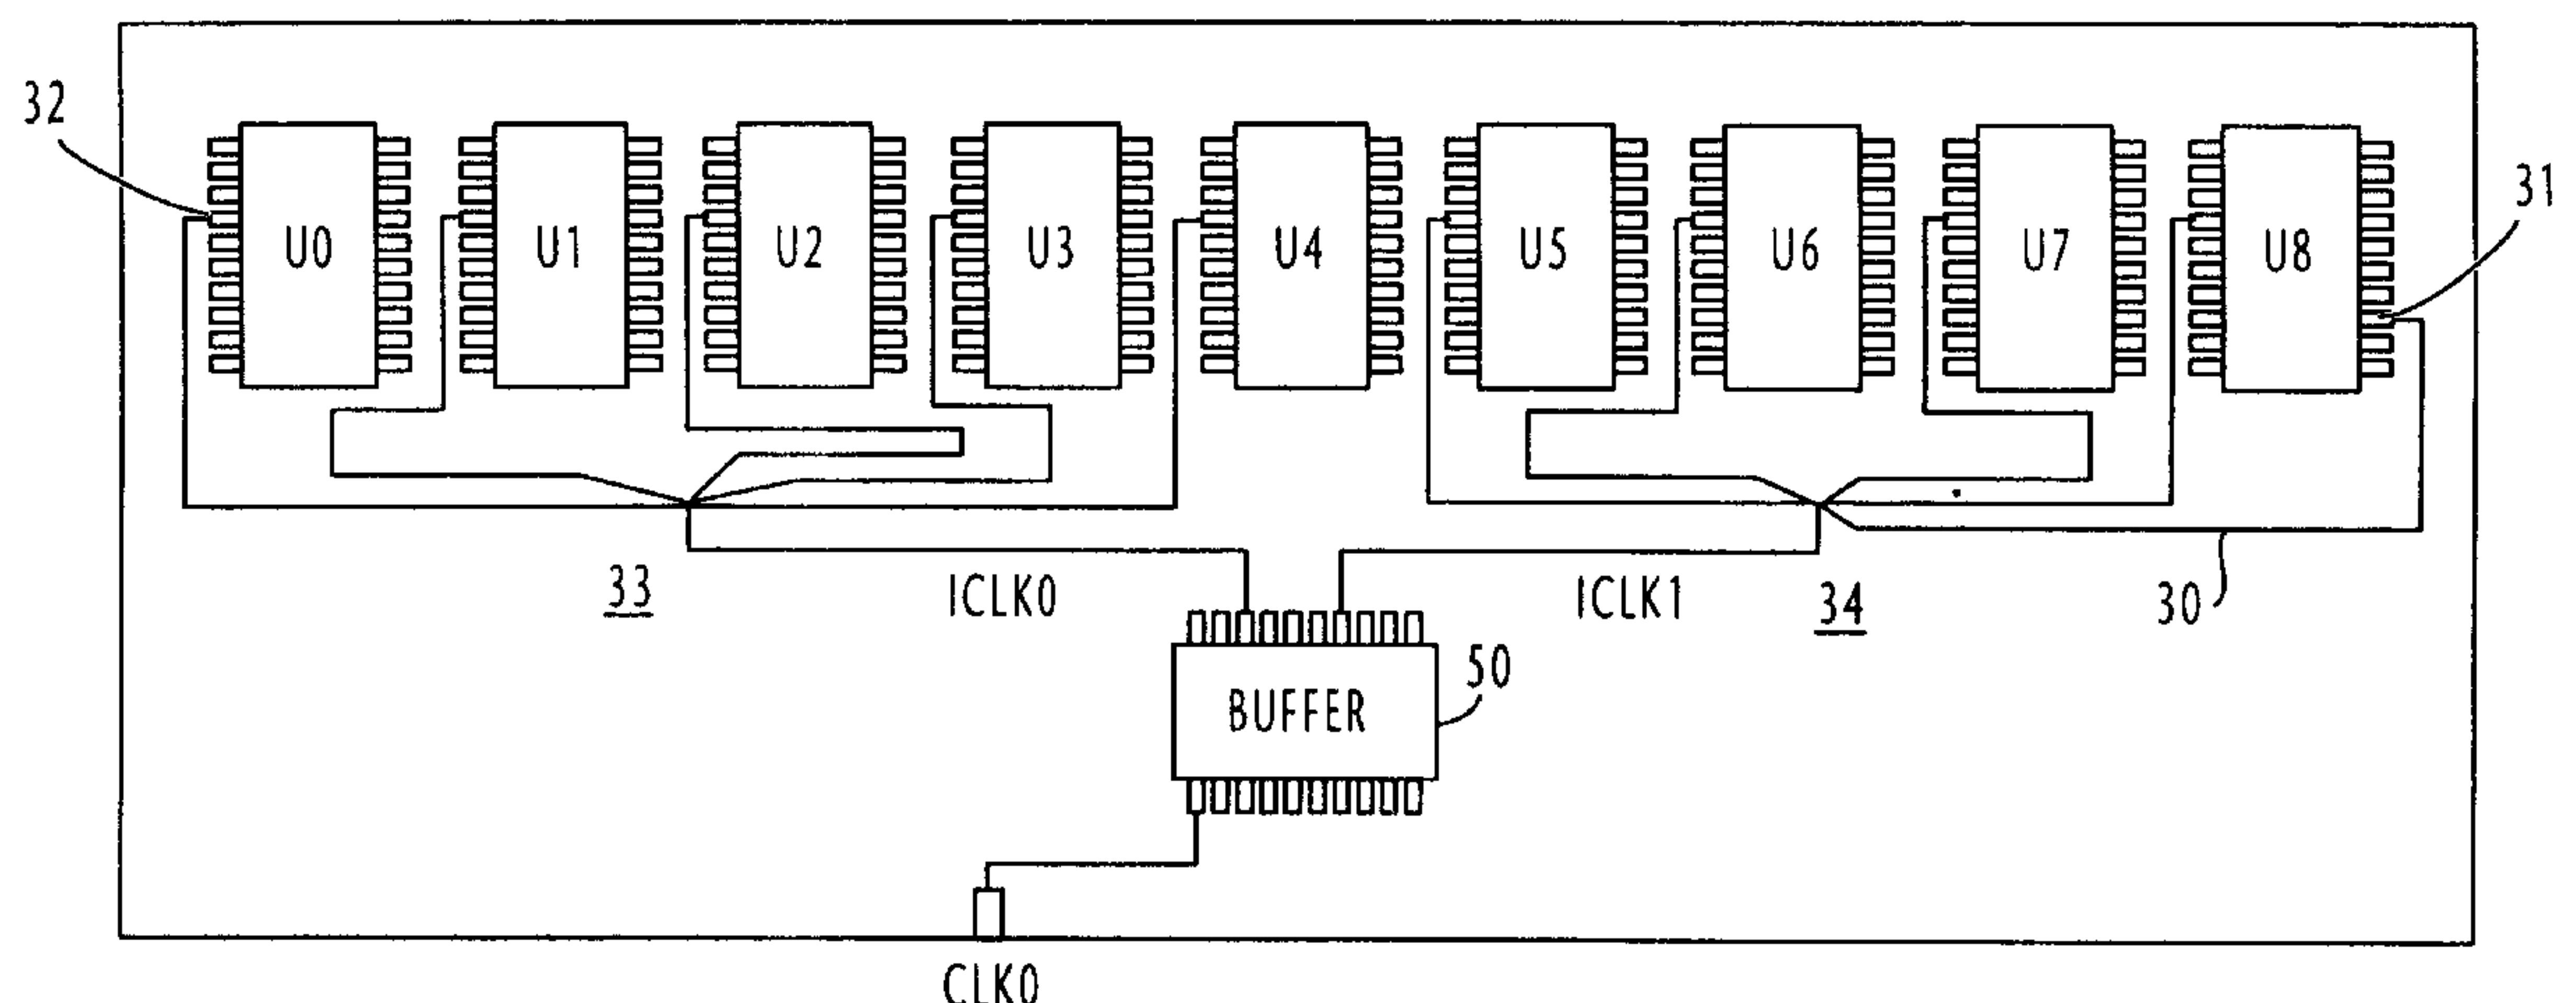 32
31
U0 U1 U2 U3 U4 U5 U6 U7 U8
33 ICLK0 ICLK1 34 30
50
BUFFER
CLK0